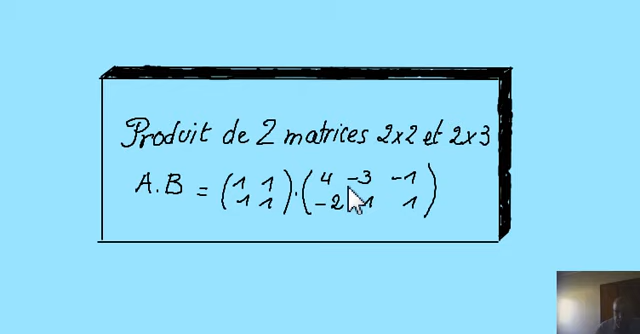 Produit de 2 matrices 2x2 et 2x3
A.B = (1 1) . (4 -3 -1)
1 1 -2 1 1